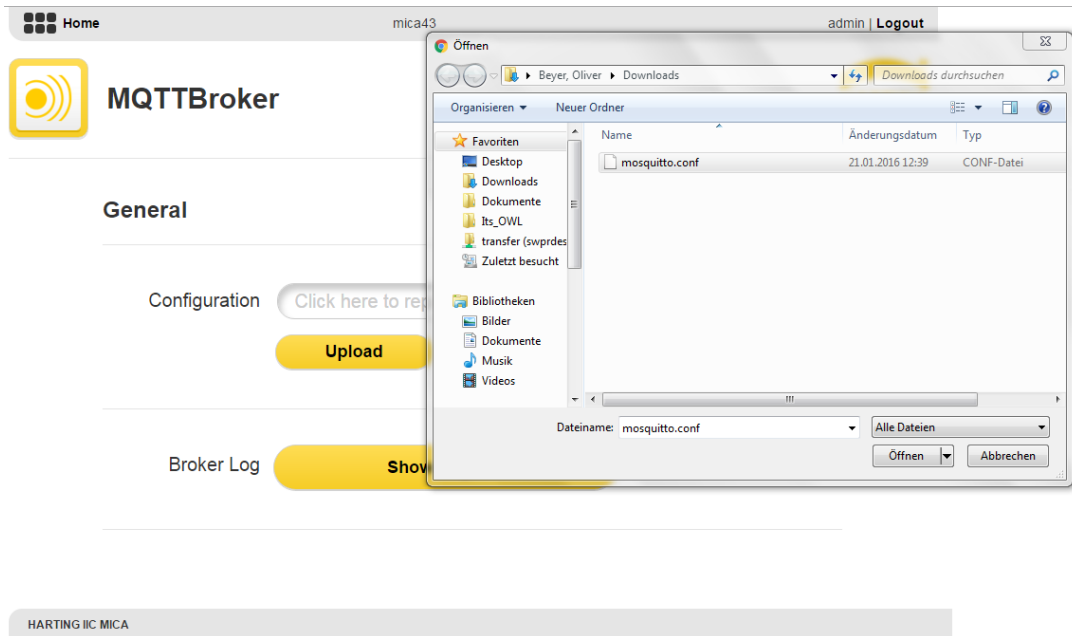 Home mica43 admin | Logout
MQTTBroker
General
Configuration Click here to rep
Upload
Broker Log Show
HARTING IIC MICA
Öffnen
Beyer, Oliver Downloads Downloads durchsuchen
Organisieren Neuer Ordner
Favoriten
Desktop
Downloads
Dokumente
Its_OWL
transfer (swprdes
Zuletzt besucht
Bibliotheken
Bilder
Dokumente
Musik
Videos
Name Änderungsdatum Typ
mosquitto.conf 21.01.2016 12:39 CONF-Datei
Dateiname: mosquitto.conf Alle Dateien
Öffnen Abbrechen